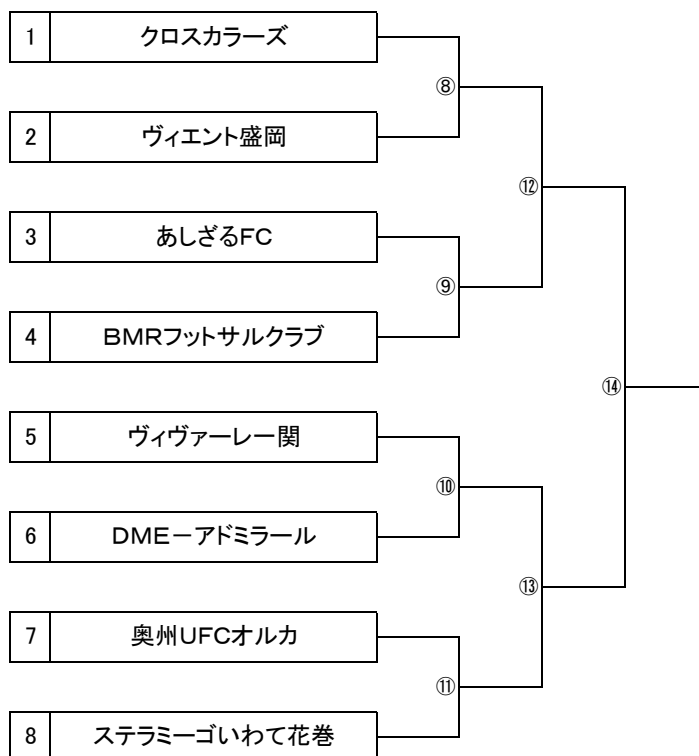 1 クロスカラーズ
⑧
2 ヴィエント盛岡
⑫
3 あしざるFC
⑨
4 BMRフットサルクラブ
⑭
5 ヴィヴァーレ一関
⑩
6 DME－アドミラール
⑬
7 奥州UFCオルカ
⑪
8 ステラミーゴいわて花巻